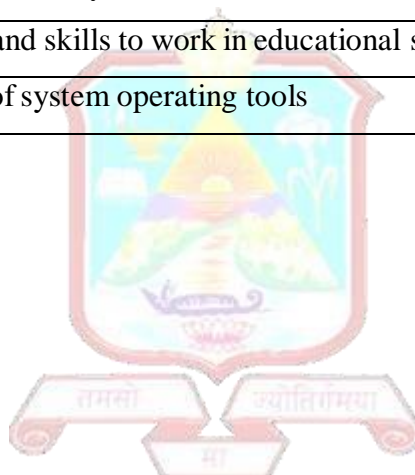 and skills to work in educational s
of system operating tools
तमसो ज्योतिर्गमया
मा